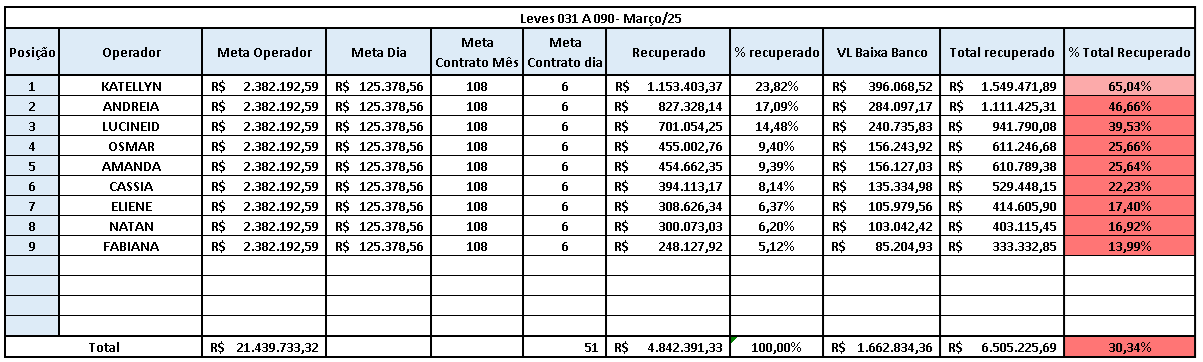 Leves 031 A 090- Março/25
Posição Operador Meta Operador Meta Dia Meta Contrato Mês Meta Contrato dia Recuperado % recuperado VL Baixa Banco Total recuperado % Total Recuperado
1 KATELLYN R$ 2.382.192,59 R$ 125.378,56 108 6 R$ 1.153.403,37 23,82% R$ 396.068,52 R$ 1.549.471,89 65,04%
2 ANDREIA R$ 2.382.192,59 R$ 125.378,56 108 6 R$ 827.328,14 17,09% R$ 284.097,17 R$ 1.111.425,31 46,66%
3 LUCINEID R$ 2.382.192,59 R$ 125.378,56 108 6 R$ 701.054,25 14,48% R$ 240.735,83 R$ 941.790,08 39,53%
4 OSMAR R$ 2.382.192,59 R$ 125.378,56 108 6 R$ 455.002,76 9,40% R$ 156.243,92 R$ 611.246,68 25,66%
5 AMANDA R$ 2.382.192,59 R$ 125.378,56 108 6 R$ 454.662,35 9,39% R$ 156.127,03 R$ 610.789,38 25,64%
6 CASSIA R$ 2.382.192,59 R$ 125.378,56 108 6 R$ 394.113,17 8,14% R$ 135.334,98 R$ 529.448,15 22,23%
7 ELIENE R$ 2.382.192,59 R$ 125.378,56 108 6 R$ 308.626,34 6,37% R$ 105.979,56 R$ 414.605,90 17,40%
8 NATAN R$ 2.382.192,59 R$ 125.378,56 108 6 R$ 300.073,03 6,20% R$ 103.042,42 R$ 403.115,45 16,92%
9 FABIANA R$ 2.382.192,59 R$ 125.378,56 108 6 R$ 248.127,92 5,12% R$ 85.204,93 R$ 333.332,85 13,99%
Total R$ 21.439.733,32 51 R$ 4.842.391,33 100,00% R$ 1.662.834,36 R$ 6.505.225,69 30,34%